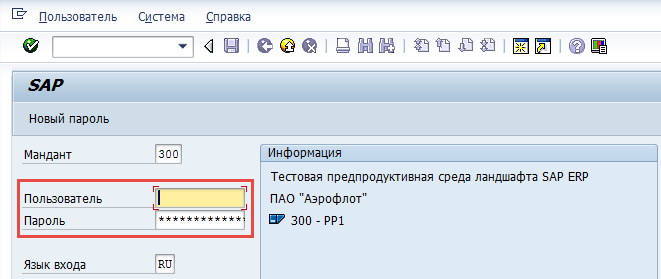 Пользователь Система Справка
SAP
Новый пароль
Мандант 300
Информация
Тестовая предпродуктивная среда ландшафта SAP ERP
ПАО "Аэрофлот"
300 - PP1
Пользователь
Пароль *************
Язык входа RU